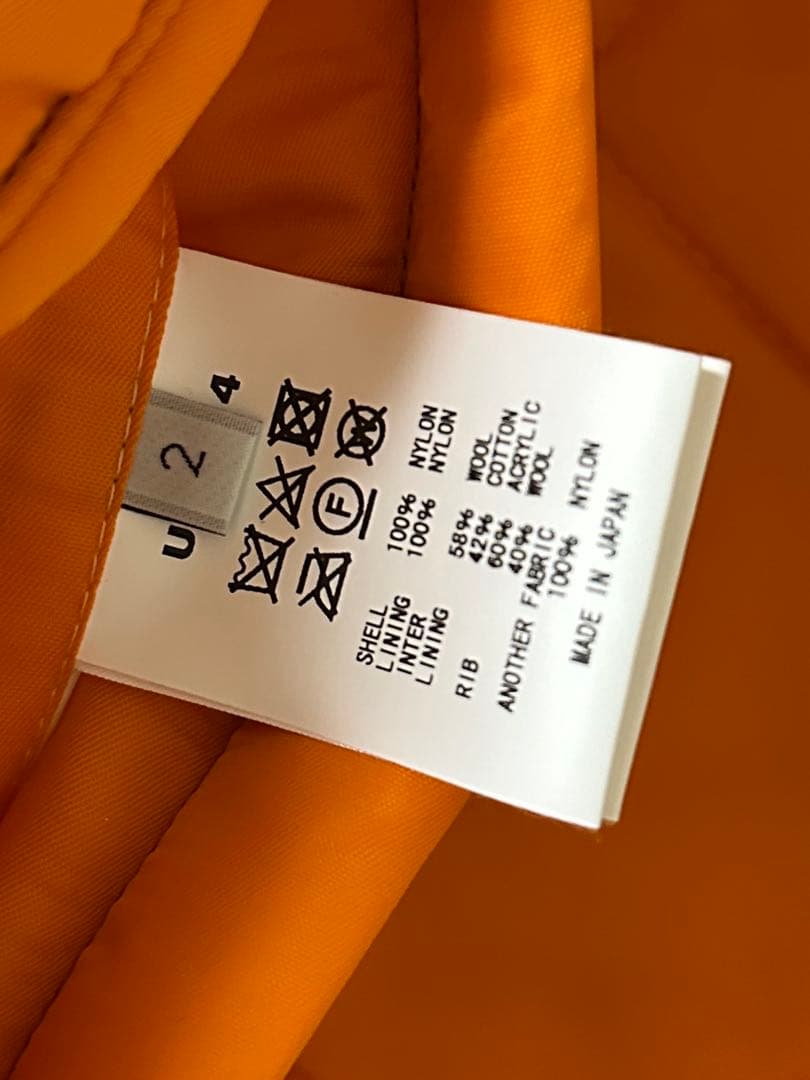 U 4
2
F W
SHELL 100% NYLON
LINING 100% NYLON
INTER
LINING 58% WOOL
42% COTTON
RIB 60% ACRYLIC
40% WOOL
ANOTHER FABRIC
100% NYLON
MADE IN JAPAN